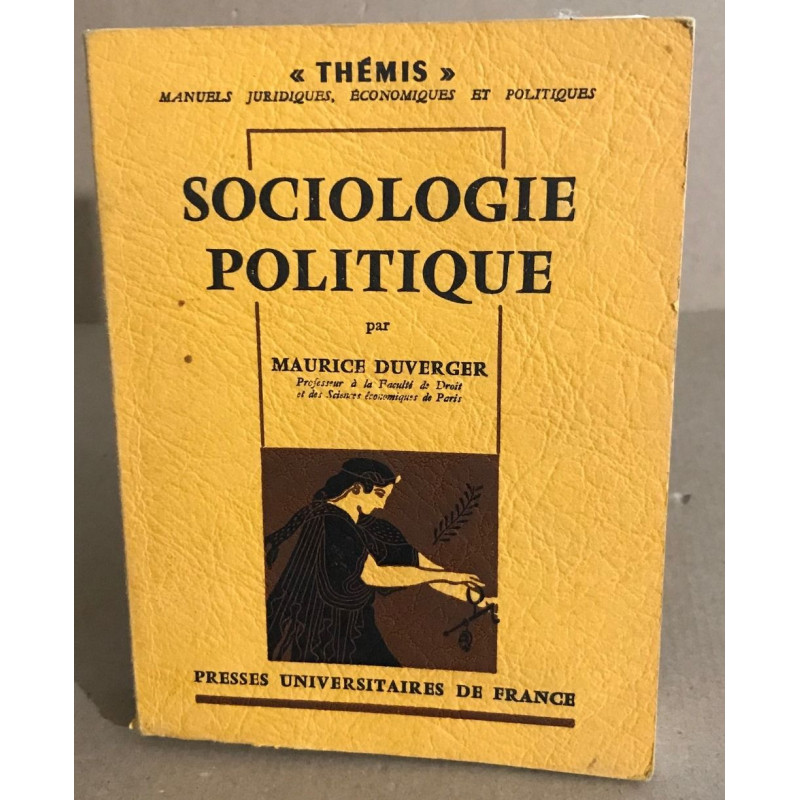 « THÉMIS »
MANUELS JURIDIQUES, ÉCONOMIQUES ET POLITIQUES
SOCIOLOGIE
POLITIQUE
par
MAURICE DUVERGER
Professeur à la Faculté de Droit
et des Sciences économiques de Paris
PRESSES UNIVERSITAIRES DE FRANCE